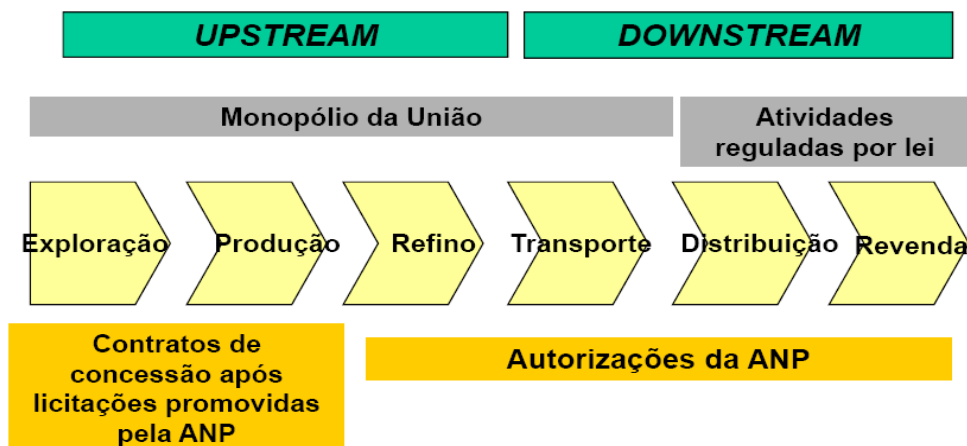 UPSTREAM
DOWNSTREAM
Monopólio da União
Atividades
reguladas por lei
Exploração
Produção
Refino
Transporte
Distribuição
Revenda
Contratos de
concessão após
licitações promovidas
pela ANP
Autorizações da ANP